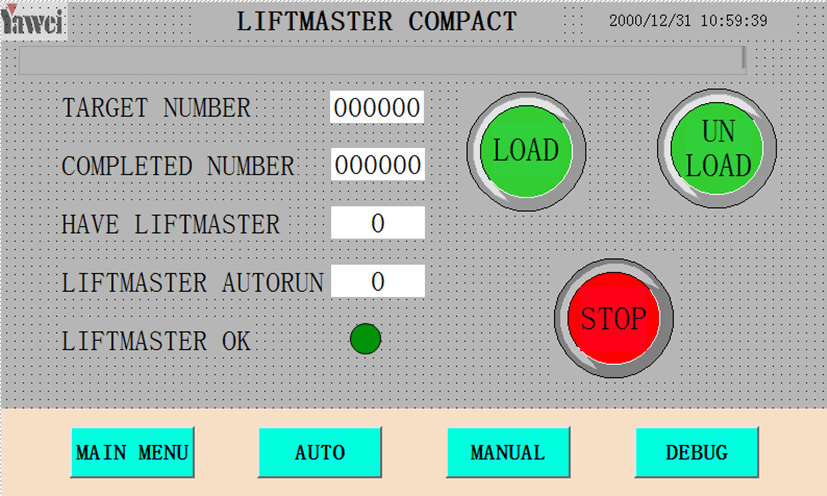 Yawei
LIFTMASTER COMPACT
2000/12/31 10:59:39
TARGET NUMBER 000000
COMPLETED NUMBER 000000
HAVE LIFTMASTER 0
LIFTMASTER AUTORUN 0
LIFTMASTER OK
LOAD
UN
LOAD
STOP
MAIN MENU
AUTO
MANUAL
DEBUG